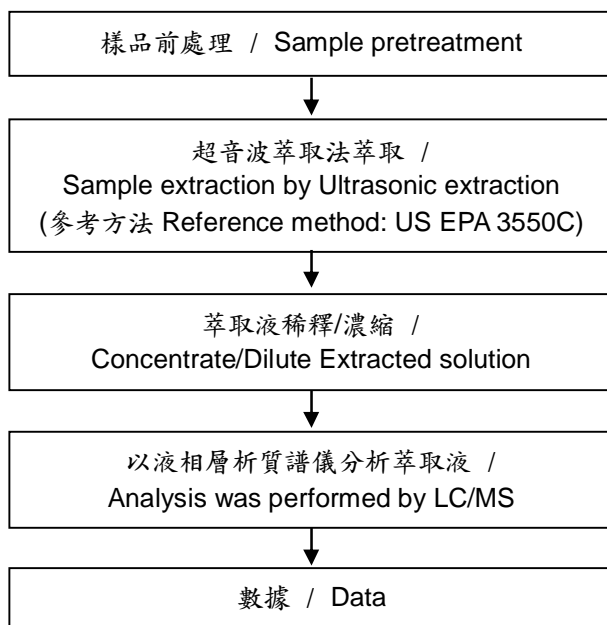 樣品前處理 / Sample pretreatment
超音波萃取法萃取 /
Sample extraction by Ultrasonic extraction
(參考方法 Reference method: US EPA 3550C)
萃取液稀釋/濃縮 /
Concentrate/Dilute Extracted solution
以液相層析質譜儀分析萃取液 /
Analysis was performed by LC/MS
數據 / Data